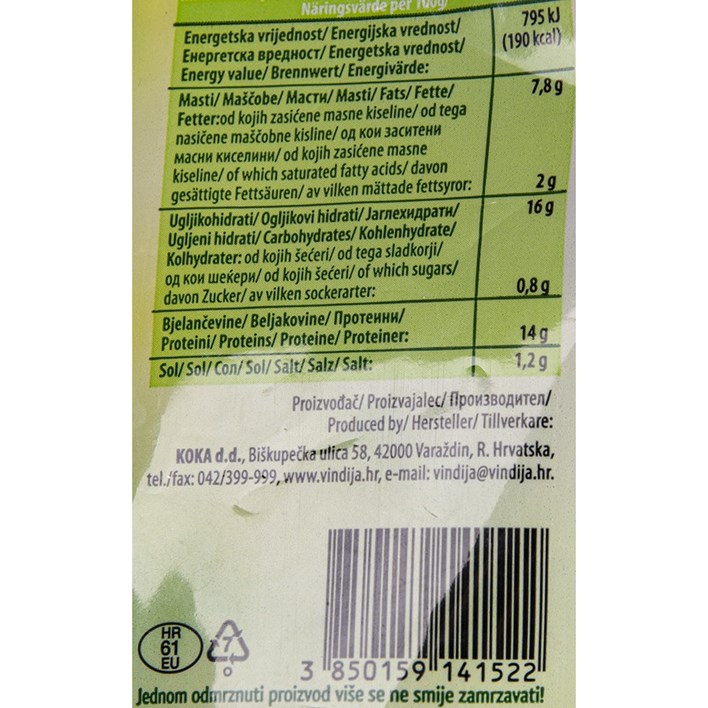 Näringsvärde per 100g/
Energetska vrijednost/ Energijska vrednost/
Енергетска вредност/ Energetska vrednost/
Energy value/ Brennwert/ Energivärde:
795 kJ
(190 kcal)
Masti/ Maščobe/ Масти/ Masti/ Fats/ Fette/
Fetter:od kojih zasićene masne kiseline/ od tega
nasičene maščobne kisline/ од кои заситени
масни киселини/ od kojih zasićene masne
kiseline/ of which saturated fatty acids/ davon
gesättigte Fettsäuren/ av vilken mättade fettsyror:
7,8 g
2 g
Ugljikohidrati/ Ogljikovi hidrati/ Јаглехидрати/
Ugljeni hidrati/ Carbohydrates/ Kohlenhydrate/
Kolhydrater: od kojih šećeri/ od tega sladkorji/
од кои шеќери/ od kojih šećeri/ of which sugars/
davon Zucker/ av vilken sockerarter:
16 g
0,8 g
Bjelančevine/ Beljakovine/ Протеини/
Proteini/ Proteins/ Proteine/ Proteiner:
14 g
Sol/ Sol/ Сол/ Sol/ Salt/ Salz/ Salt:
1,2 g
Proizvođač/ Proizvajalec/ Производител/
Produced by/ Hersteller/ Tillverkare:
KOKA d.d., Biškupečka ulica 58, 42000 Varaždin, R. Hrvatska,
tel./fax: 042/399-999, www.vindija.hr, e-mail: vindija@vindija.hr.
HR
61
EU
7
O
3 850159 141522
Jednom odmrznuti proizvod više se ne smije zamrzavati!